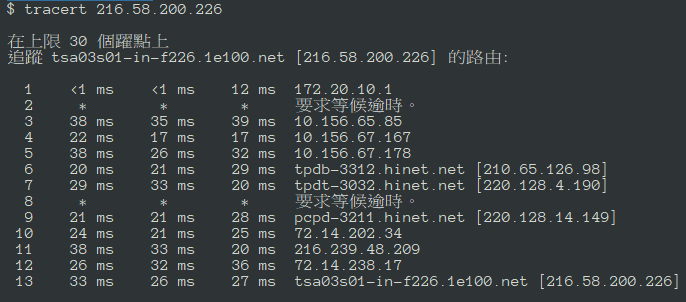 $ tracert 216.58.200.226
在上限 30 個躍點上
追蹤 tsa03s01-in-f226.1e100.net [216.58.200.226] 的路由:
1 <1 ms <1 ms 12 ms 172.20.10.1
2 * * * 要求等候逾時。
3 38 ms 35 ms 39 ms 10.156.65.85
4 22 ms 17 ms 17 ms 10.156.67.167
5 38 ms 26 ms 32 ms 10.156.67.178
6 20 ms 21 ms 29 ms tpdb-3312.hinet.net [210.65.126.98]
7 29 ms 33 ms 20 ms tpdt-3032.hinet.net [220.128.4.190]
8 * * * 要求等候逾時。
9 21 ms 21 ms 28 ms pcpd-3211.hinet.net [220.128.14.149]
10 24 ms 21 ms 25 ms 72.14.202.34
11 38 ms 33 ms 20 ms 216.239.48.209
12 26 ms 32 ms 36 ms 72.14.238.17
13 33 ms 26 ms 27 ms tsa03s01-in-f226.1e100.net [216.58.200.226]